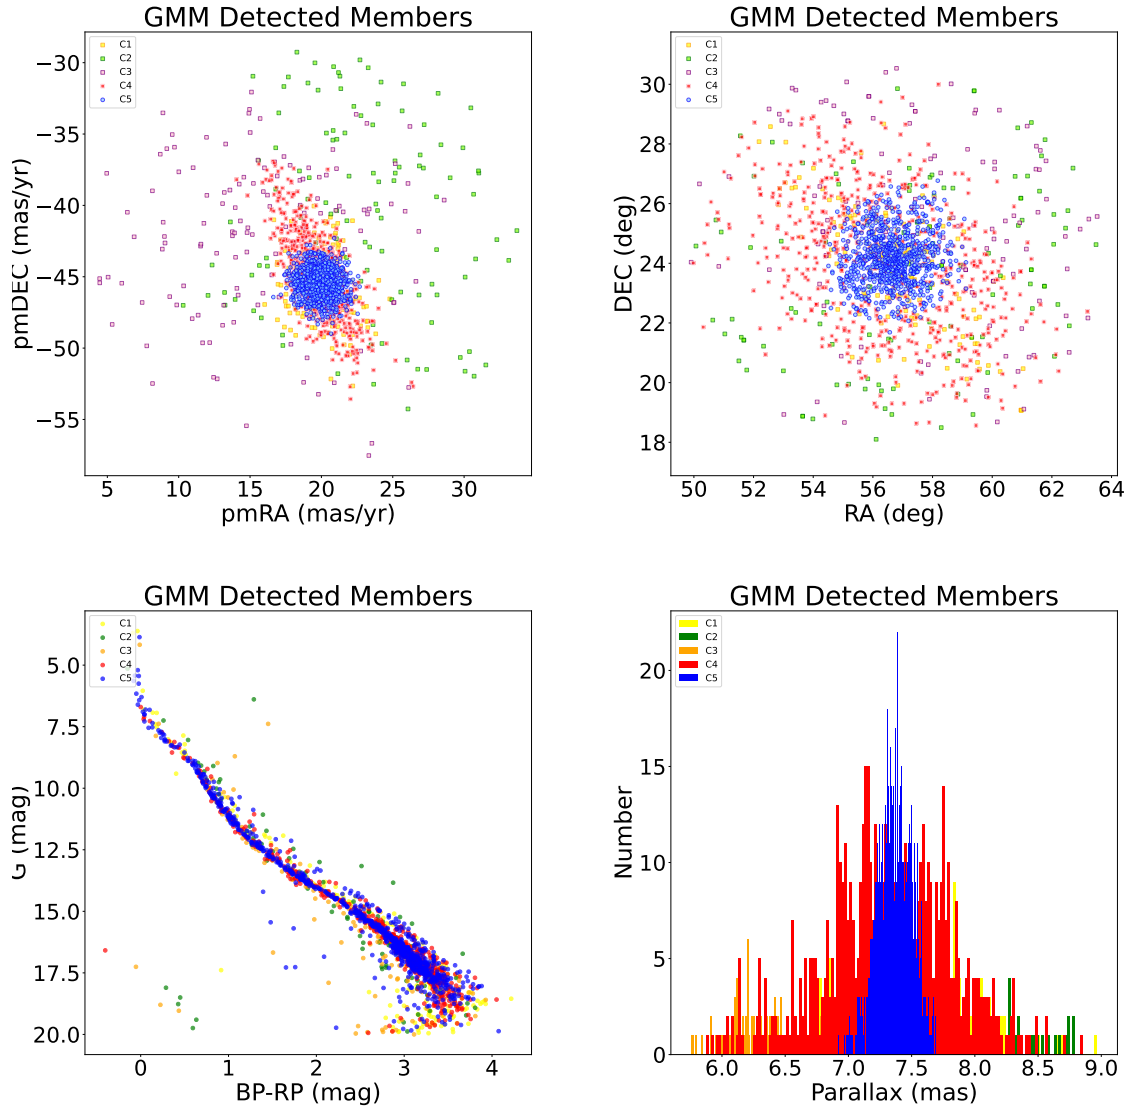 GMM Detected Members
C1
C2
C3
C4
C5
−30
−35
−40
−45
−50
−55
pmDEC (mas/yr)
5 10 15 20 25 30
pmRA (mas/yr)
GMM Detected Members
C1
C2
C3
C4
C5
30
28
26
24
22
20
18
DEC (deg)
50 52 54 56 58 60 62 64
RA (deg)
GMM Detected Members
C1
C2
C3
C4
C5
5.0
7.5
10.0
12.5
15.0
17.5
20.0
G (mag)
0 1 2 3 4
BP-RP (mag)
GMM Detected Members
C1
C2
C3
C4
C5
20
15
10
5
0
Number
6.0 6.5 7.0 7.5 8.0 8.5 9.0
Parallax (mas)